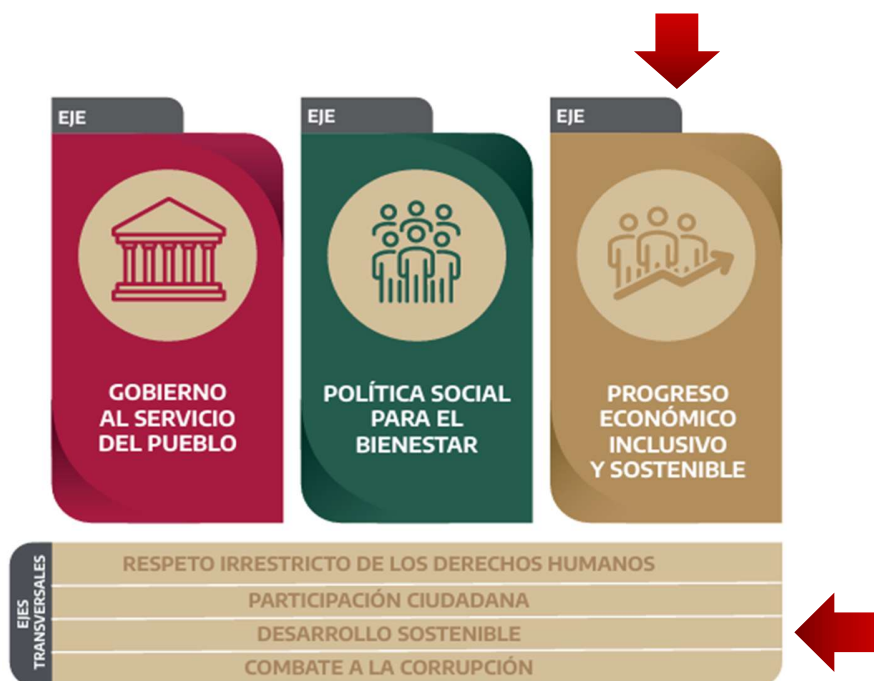 EJE
GOBIERNO
AL SERVICIO
DEL PUEBLO
EJE
POLÍTICA SOCIAL
PARA EL
BIENESTAR
EJE
PROGRESO
ECONÓMICO
INCLUSIVO
Y SOSTENIBLE
EJES
TRANSVERSALES
RESPETO IRRESTRICTO DE LOS DERECHOS HUMANOS
PARTICIPACIÓN CIUDADANA
DESARROLLO SOSTENIBLE
COMBATE A LA CORRUPCIÓN